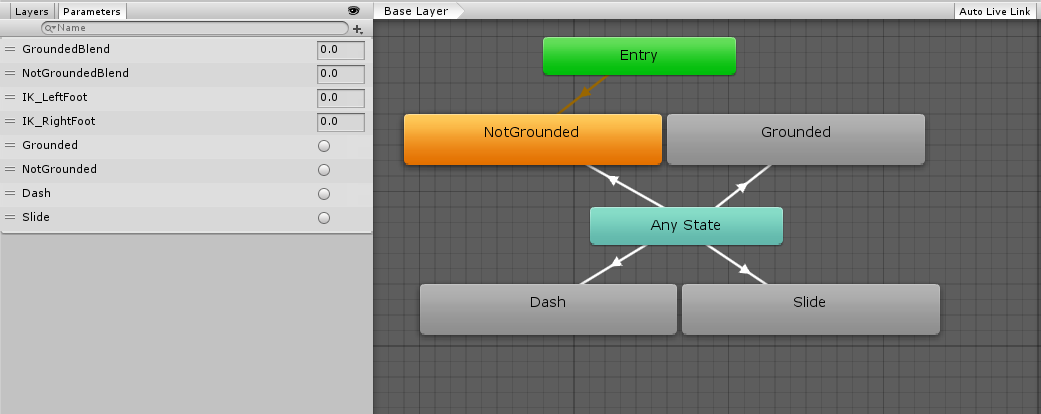 Layers Parameters
Name
GroundedBlend 0.0
NotGroundedBlend 0.0
IK_LeftFoot 0.0
IK_RightFoot 0.0
Grounded
NotGrounded
Dash
Slide
Base Layer Auto Live Link
Entry
NotGrounded Grounded
Any State
Dash Slide